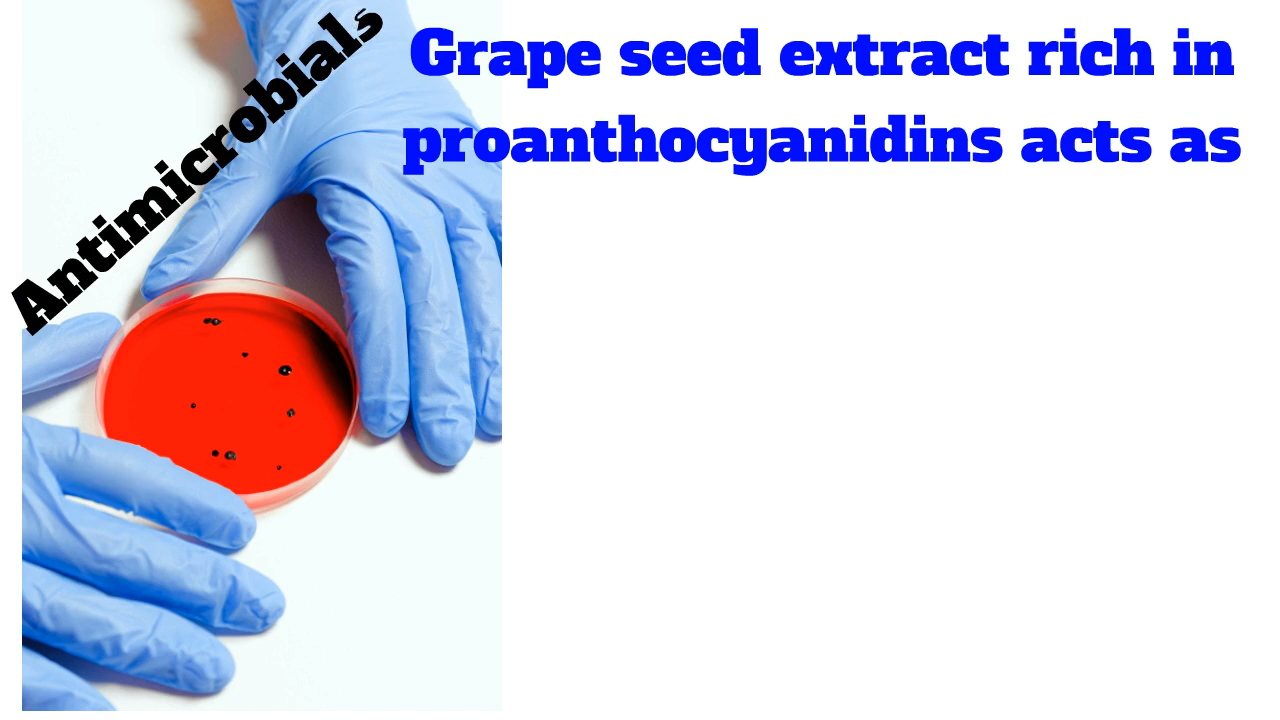 Antimicrobials
Grape seed extract rich in
proanthocyanidins acts as